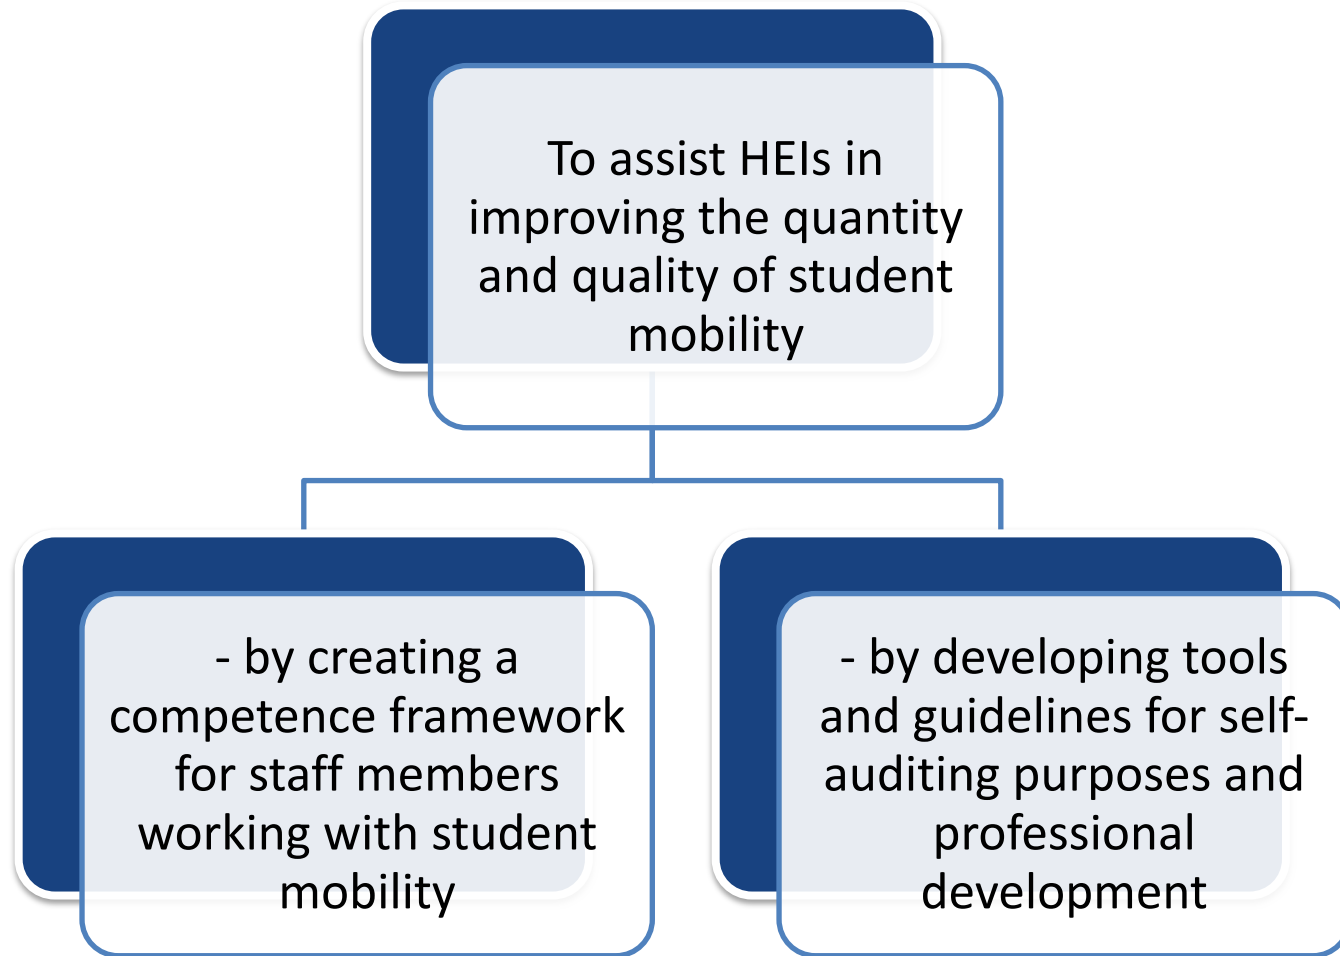 To assist HEIs in
improving the quantity
and quality of student
mobility
- by creating a
competence framework
for staff members
working with student
mobility
- by developing tools
and guidelines for self-
auditing purposes and
professional
development